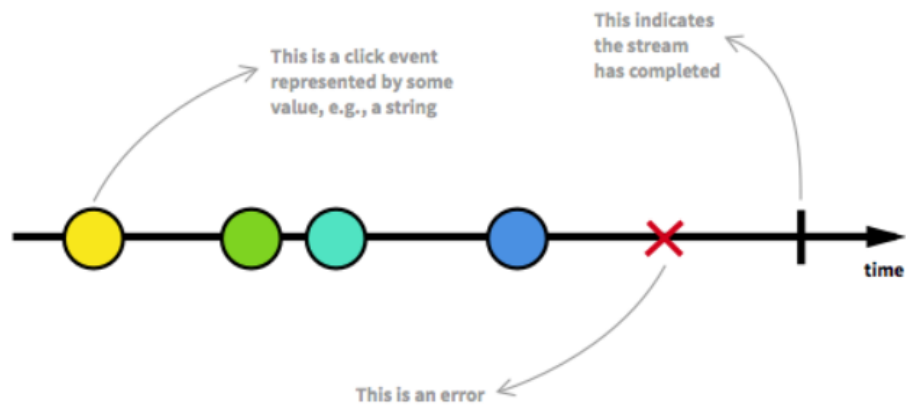 This is a click event
represented by some
value, e.g., a string
This indicates
the stream
has completed
time
This is an error